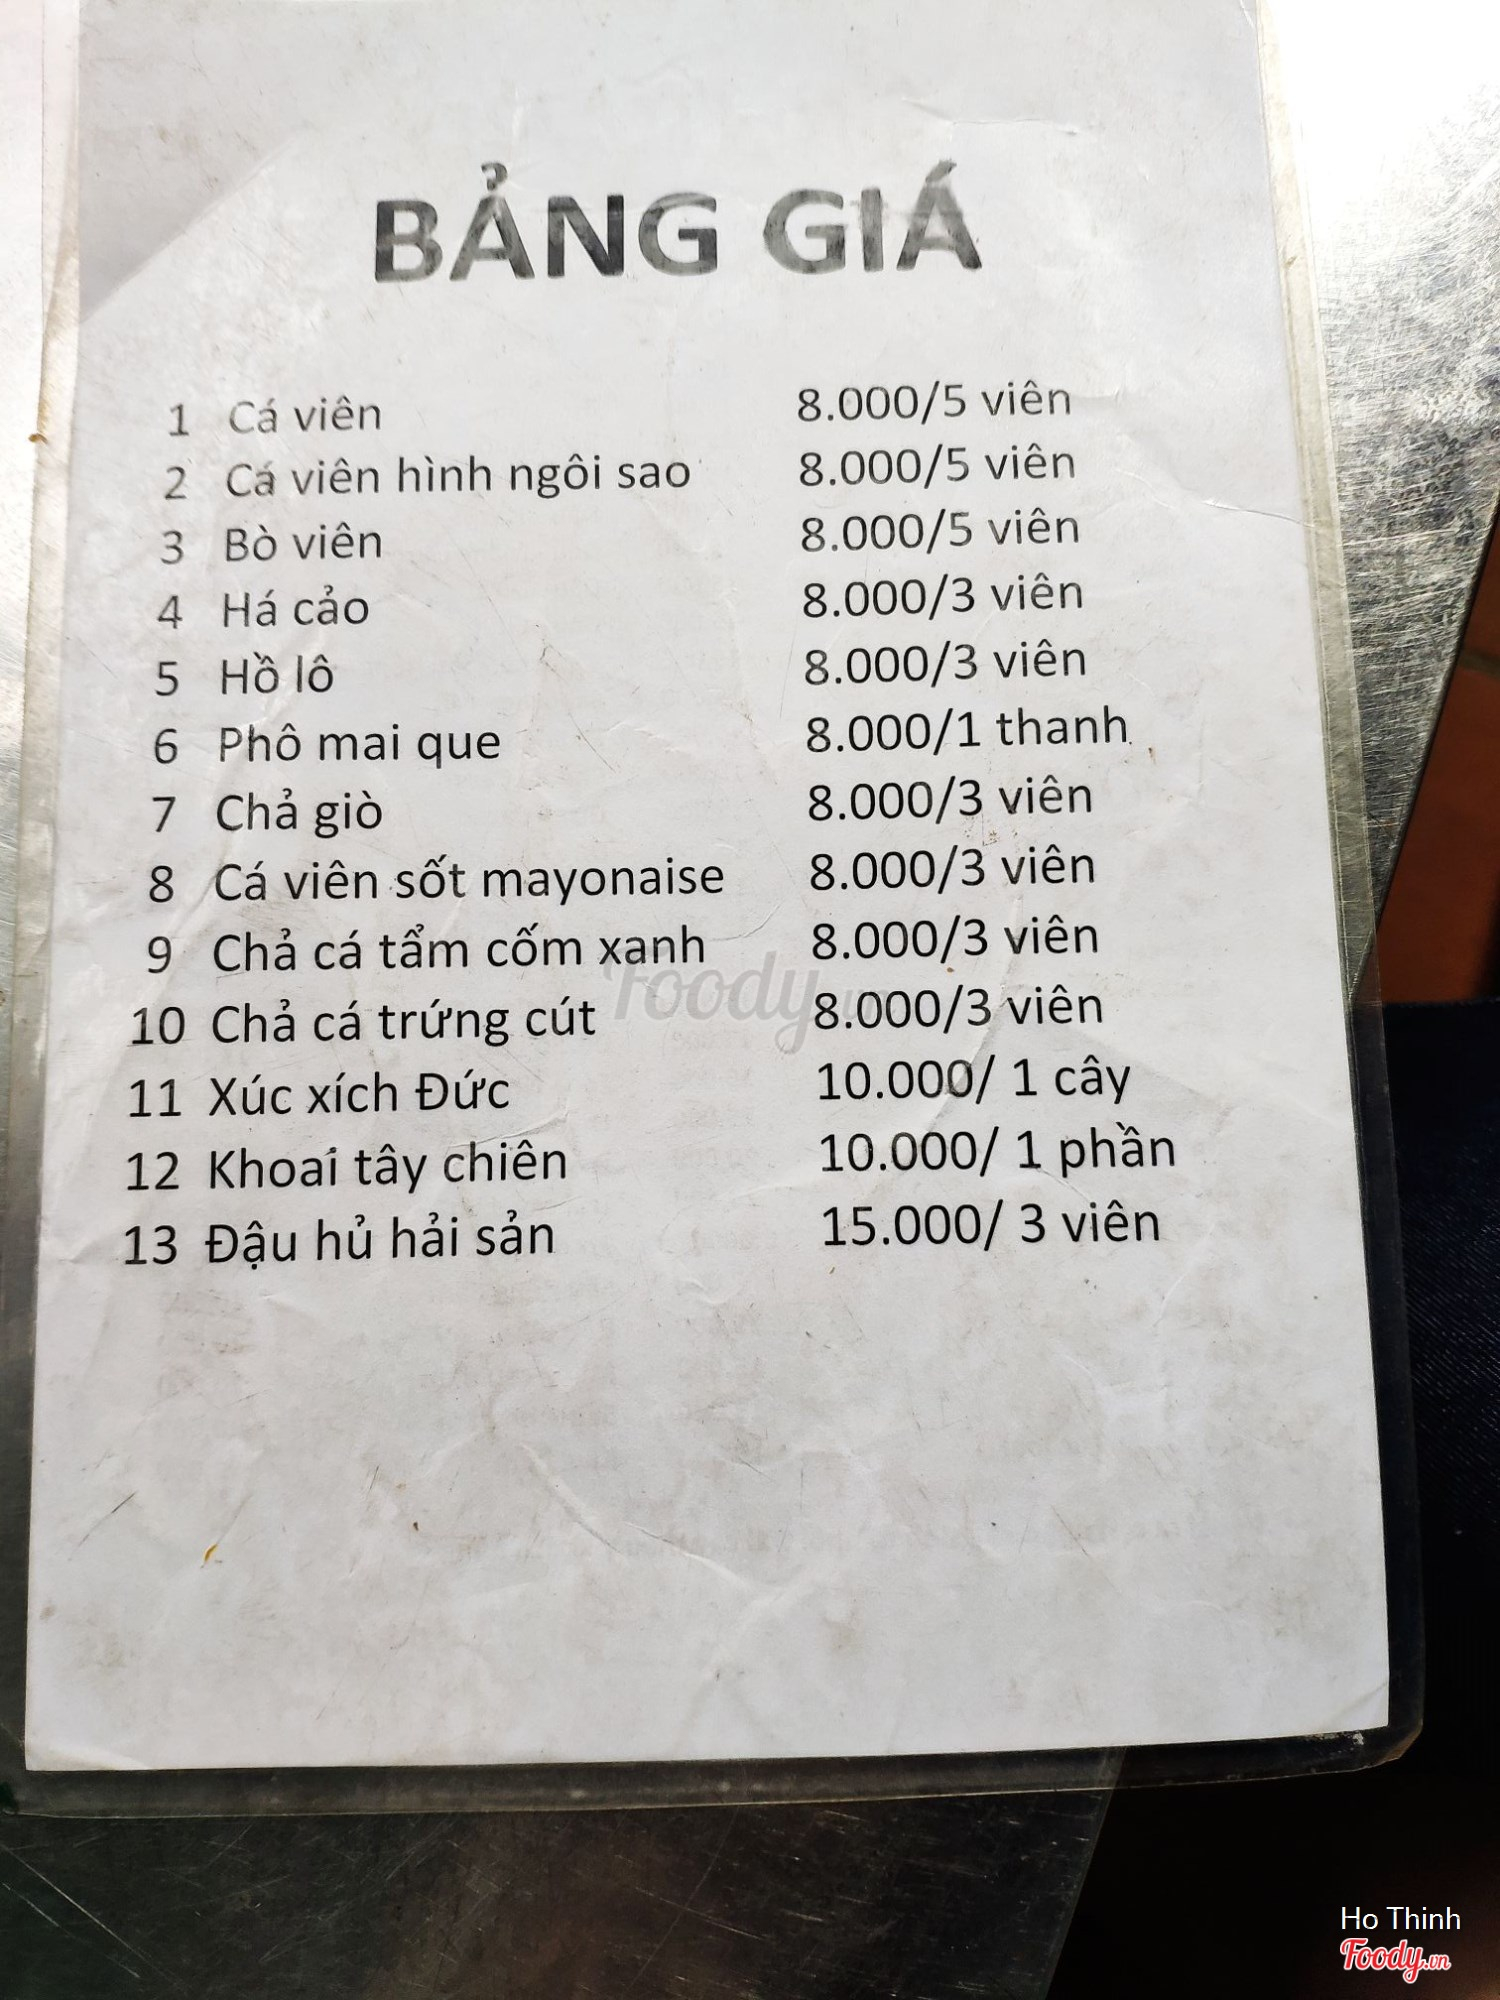 BẢNG GIÁ
1 Cá viên 8.000/5 viên
2 Cá viên hình ngôi sao 8.000/5 viên
3 Bò viên 8.000/5 viên
4 Há cảo 8.000/3 viên
5 Hồ lô 8.000/3 viên
6 Phô mai que 8.000/1 thanh
7 Chả giò 8.000/3 viên
8 Cá viên sốt mayonaise 8.000/3 viên
9 Chả cá tẩm cốm xanh 8.000/3 viên
Foody.vn
10 Chả cá trứng cút 8.000/3 viên
11 Xúc xích Đức 10.000/ 1 cây
12 Khoai tây chiên 10.000/ 1 phần
13 Đậu hủ hải sản 15.000/ 3 viên
Ho Thinh
Foody.vn